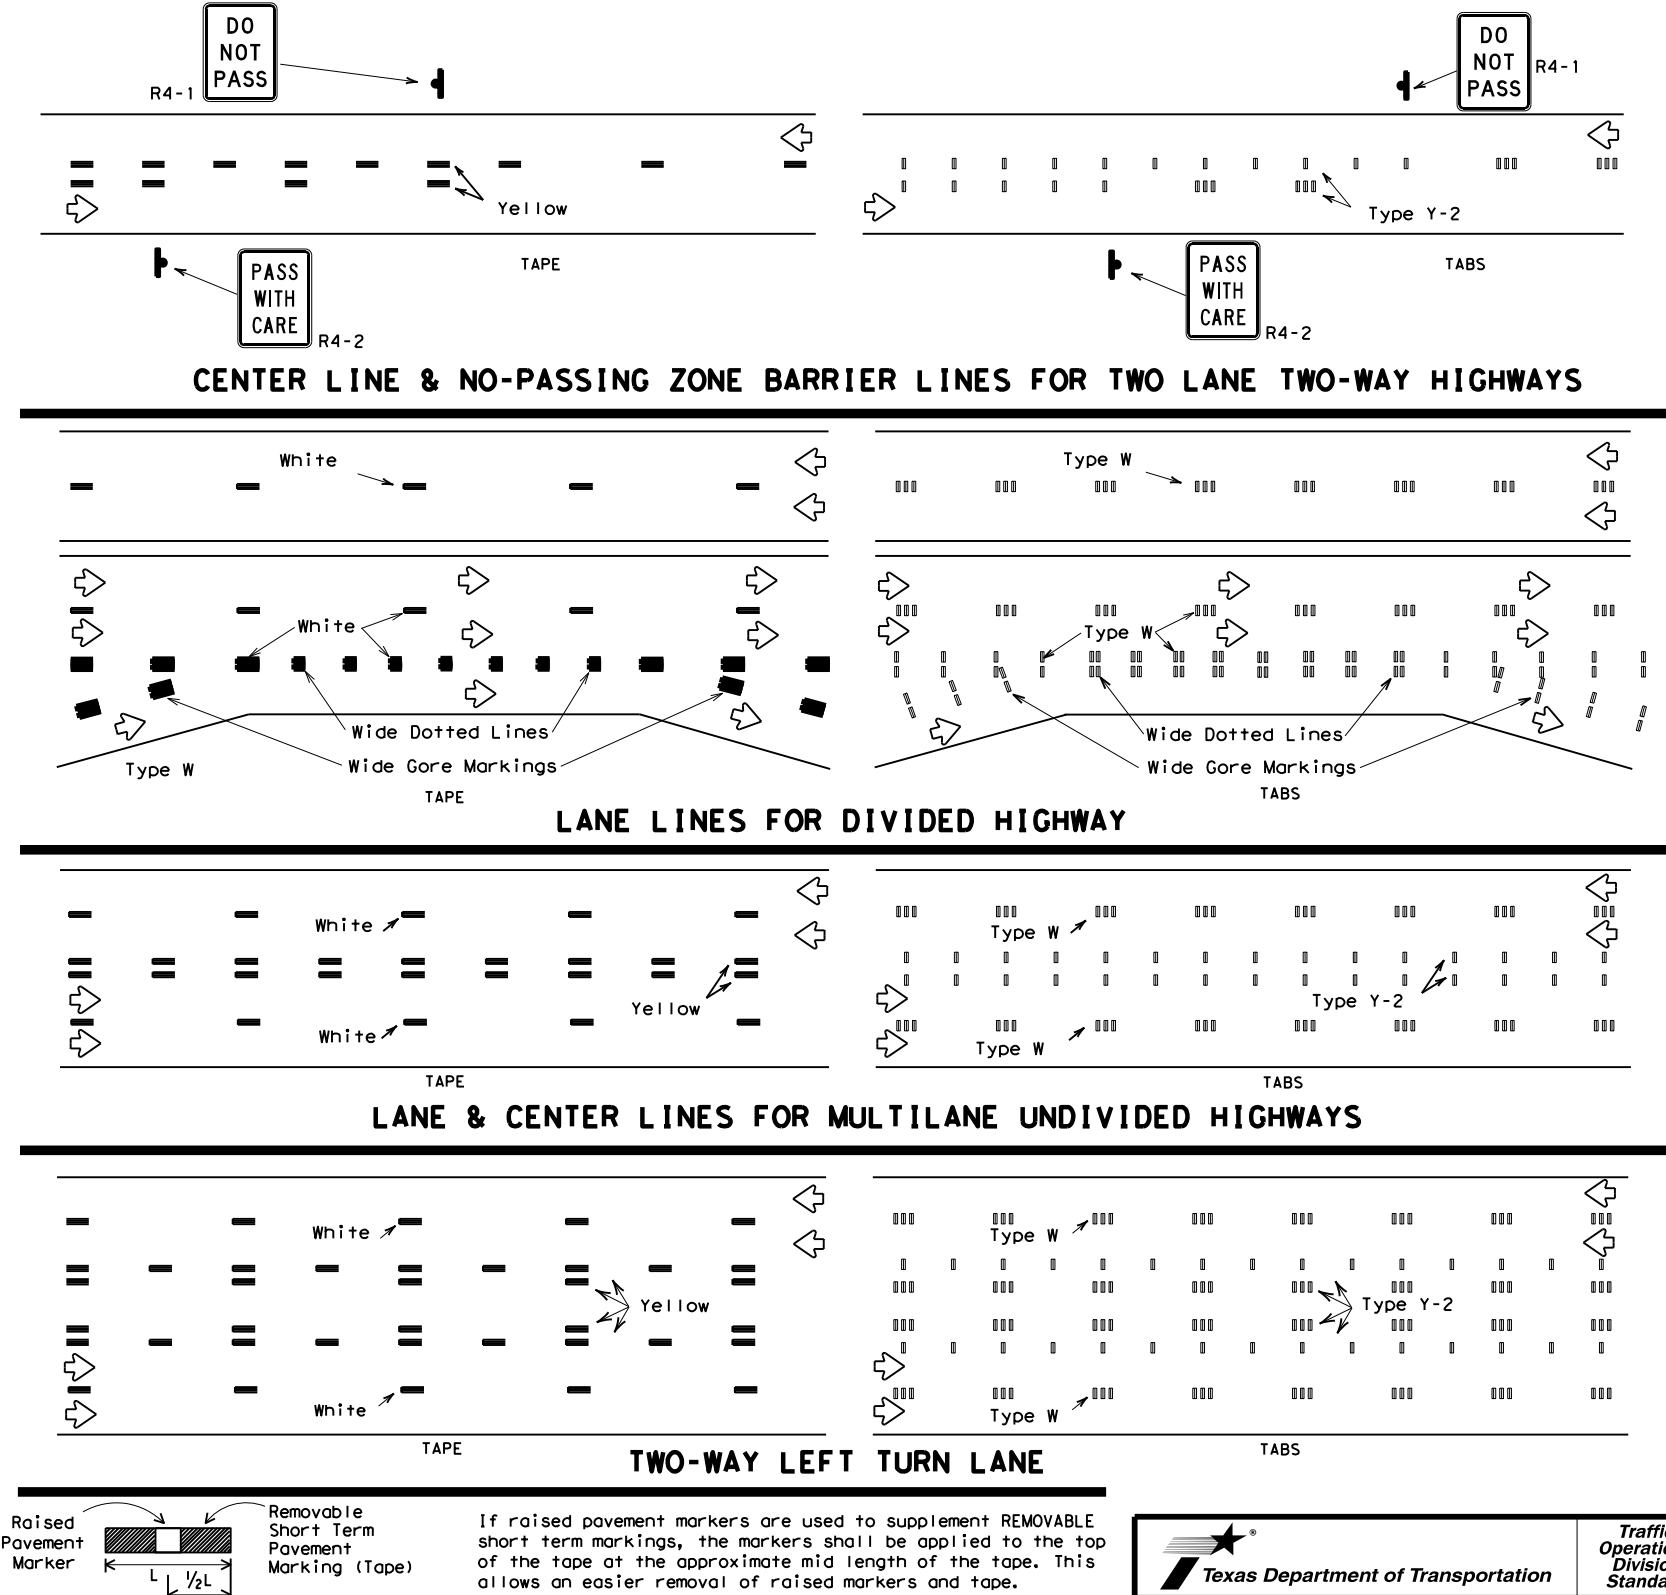 DO
NOT
PASS
R4-1
DO
NOT
PASS
R4-1
Yellow
Type Y-2
PASS
WITH
CARE
R4-2
TAPE
PASS
WITH
CARE
R4-2
TABS
CENTER LINE & NO-PASSING ZONE BARRIER LINES FOR TWO LANE TWO-WAY HIGHWAYS
White
Type W
White
Type W
Wide Dotted Lines
Wide Gore Markings
Type W
TAPE
Wide Dotted Lines
Wide Gore Markings
TABS
LANE LINES FOR DIVIDED HIGHWAY
White
Type W
Yellow
Type Y-2
White
Type W
TAPE
TABS
LANE & CENTER LINES FOR MULTILANE UNDIVIDED HIGHWAYS
White
Type W
Yellow
Type Y-2
White
Type W
TAPE
TABS
TWO-WAY LEFT TURN LANE
Raised
Pavement
Marker
Removable
Short Term
Pavement
Marking (Tape)
L
½L
If raised pavement markers are used to supplement REMOVABLE
short term markings, the markers shall be applied to the top
of the tape at the approximate mid length of the tape. This
allows an easier removal of raised markers and tape.
®
Texas Department of Transportation
Traffic
Operatio
Divisio
Standa